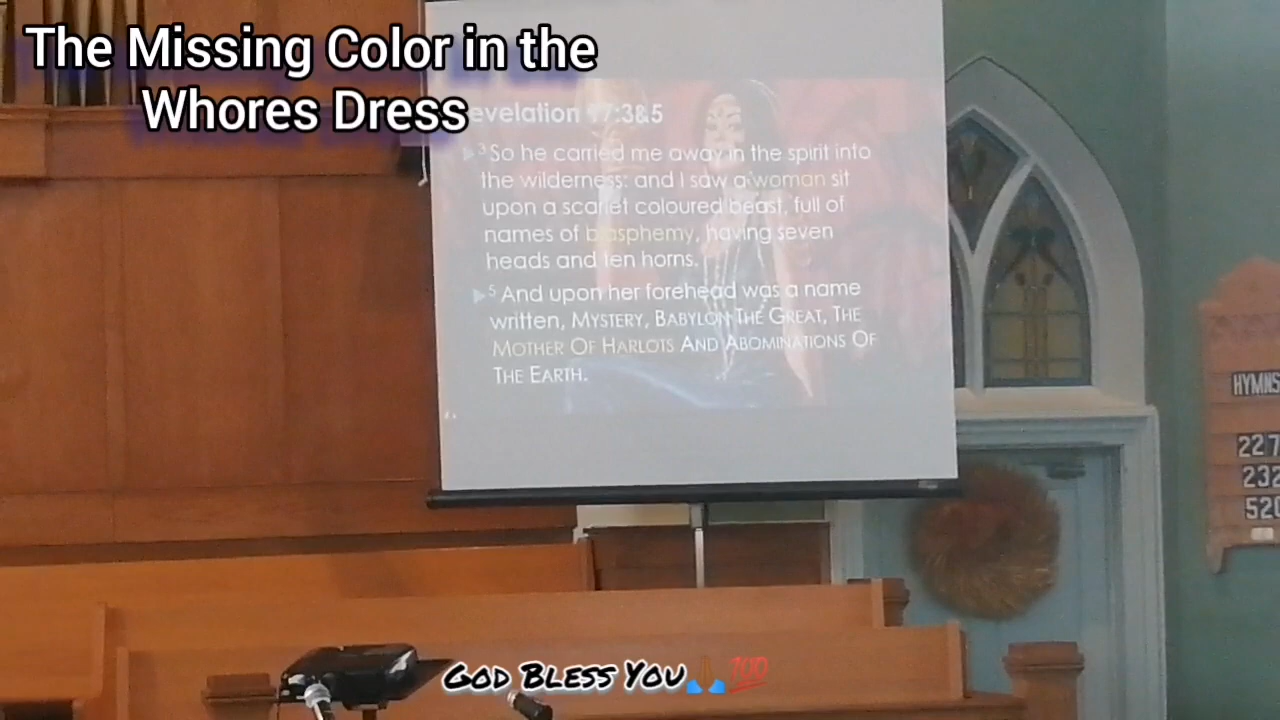 The Missing Color in the
Whores Dress
evelation 17:3&5
3 So he carried me away in the spirit into
the wilderness: and I saw a woman sit
upon a scarlet coloured beast, full of
names of blasphemy, having seven
heads and ten horns.
5 And upon her forehead was a name
written, MYSTERY, BABYLON THE GREAT, THE
MOTHER OF HARLOTS AND ABOMINATIONS OF
THE EARTH.
HYMNS
227
232
520
GOD BLESS YOU🙏🏾💯